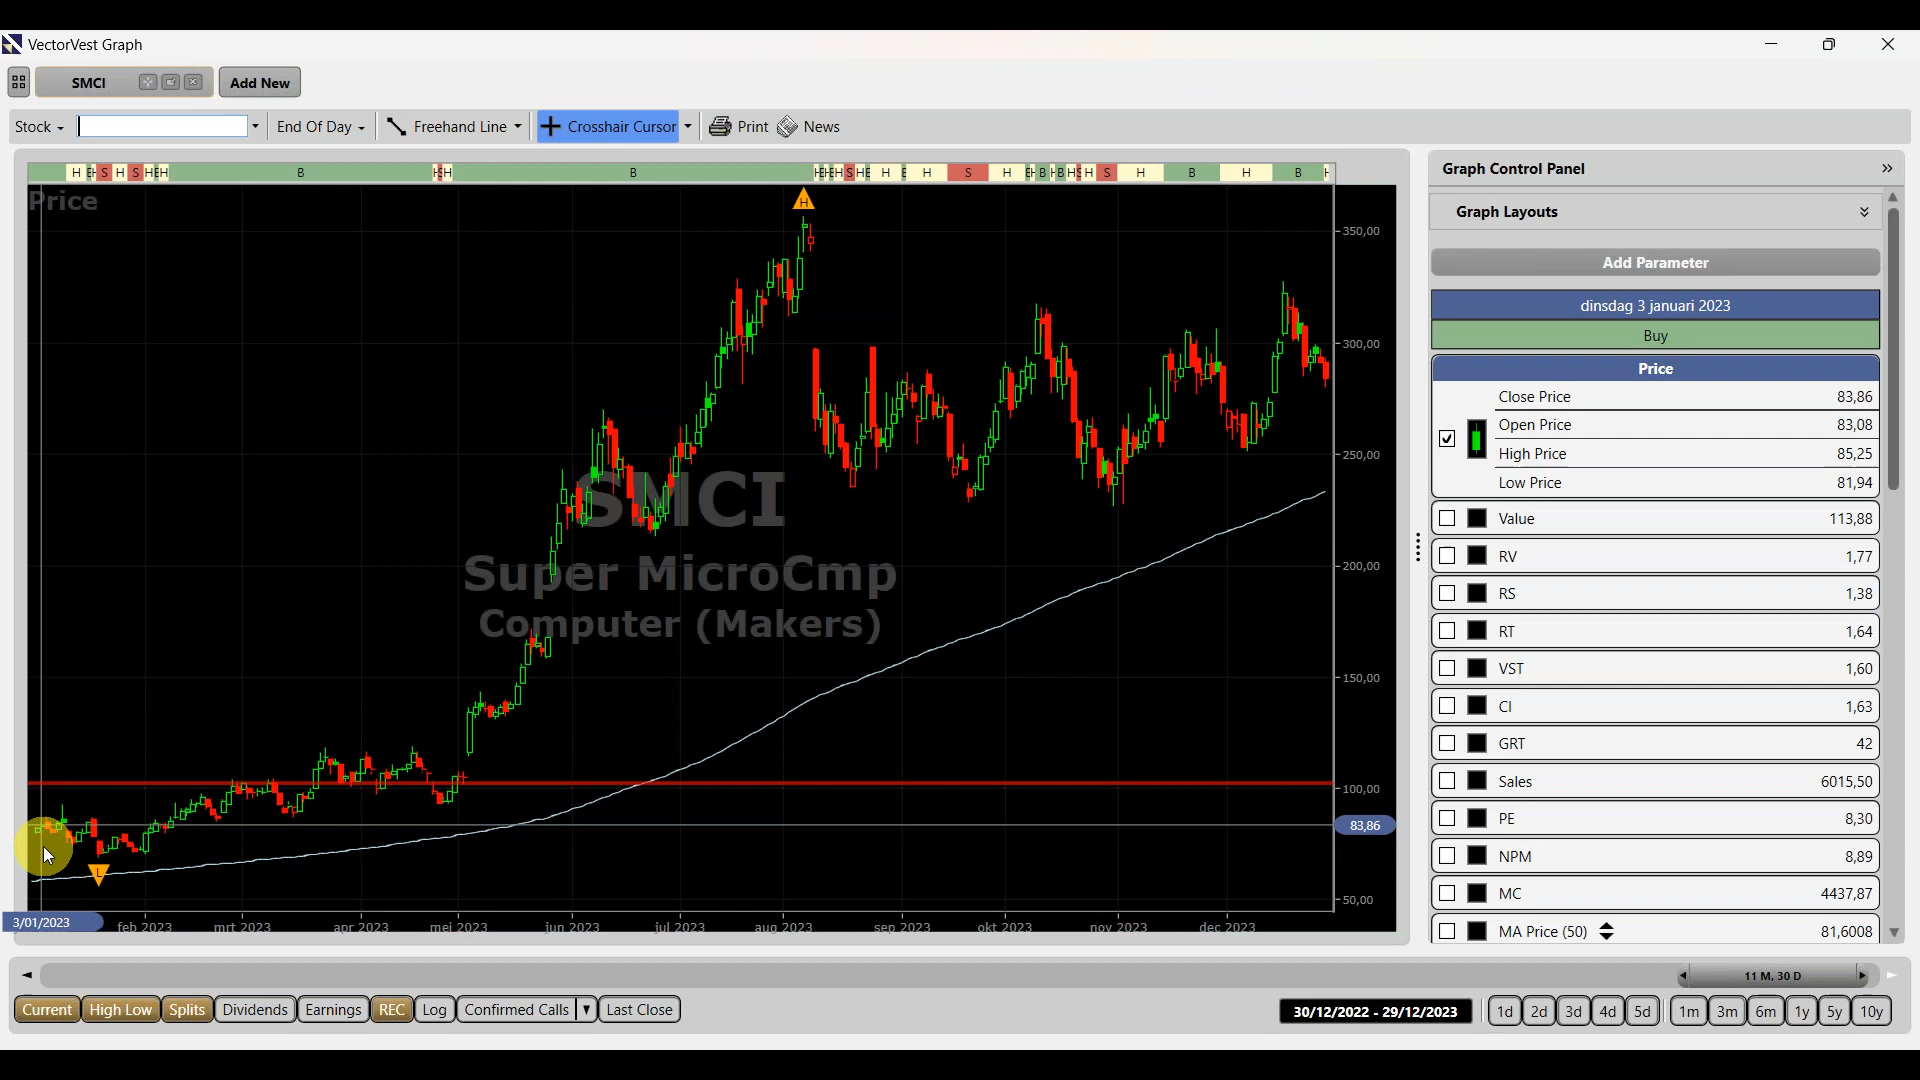 VectorVest Graph
SMCI Add New
Stock End Of Day Freehand Line Crosshair Cursor Print News
H S H S H B H B H S H H H S H B B H S H B H B
Price
H
350,00
300,00
250,00
200,00
150,00
100,00
83,86
50,00
SMCI
Super MicroCmp
Computer (Makers)
L
3/01/2023 feb 2023 mrt 2023 apr 2023 mei 2023 jun 2023 jul 2023 aug 2023 sep 2023 okt 2023 nov 2023 dec 2023
Graph Control Panel
Graph Layouts
Add Parameter
dinsdag 3 januari 2023
Buy
Price
Close Price 83,86
Open Price 83,08
High Price 85,25
Low Price 81,94
Value 113,88
RV 1,77
RS 1,38
RT 1,64
VST 1,60
CI 1,63
GRT 42
Sales 6015,50
PE 8,30
NPM 8,89
MC 4437,87
MA Price (50) 81,6008
11 M, 30 D
Current High Low Splits Dividends Earnings REC Log Confirmed Calls Last Close 30/12/2022 - 29/12/2023 1d 2d 3d 4d 5d 1m 3m 6m 1y 5y 10y